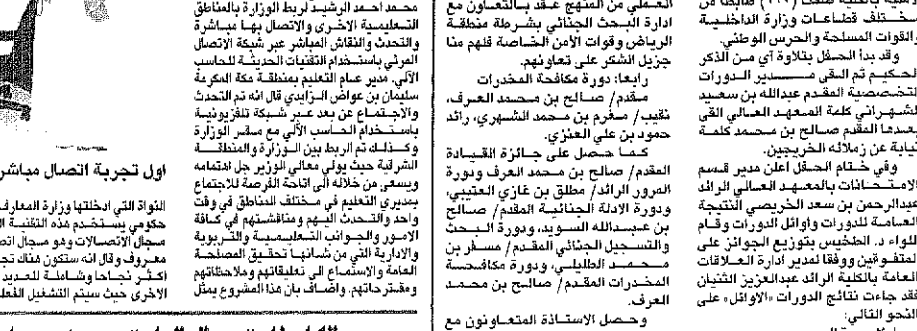 مختلف قطاعات وزارة الداخلية
والقوات المسلحة والحرس الوطني.
وقد بدأ الحفل بتلاوة آي من الذكر
الحكيم ثم القى مدير الدورات
التخصصية المقدم عبدالله بن سعيد
الشهراني كلمة المعهد العالي القى
بعدها المقدم صالح بن محمد كلمة
نيابة عن زملائه الخريجين.
وفي ختام الحفل اعلن مدير قسم
الامتحانات بالمعهد العالي الرائد
عبدالرحمن بن سعد الخريصي النتيجة
العامة للدورات واوائل الدورات وقام
اللواء د. الملحيس بتوزيع الجوائز على
المتفوقين ووفقا لمدير ادارة العلاقات
العامة بالكلية الرائد عبدالعزيز الثنيان
فقد جاءت نتائج الدورات «الاوائل» على
النحو التالي:
العملي من المنهج عقد بالتعاون مع
ادارة البحث الجنائي بشرطة منطقة
الرياض وقوات الأمن الخاصة فلهم منا
جزيل الشكر على تعاونهم.
رابعا: دورة مكافحة المخدرات
مقدم/ صالح بن محمد العرف،
نقيب/ مفرم بن محمد الشهري، رائد
حمود بن علي العنزي.
كما حصل على جائزة القيادة
المقدم/ صالح بن محمد العرف ودورة
المرور الرائد/ مطلق بن غازي العتيبي،
ودورة الادلة الجنائية المقدم/ صالح
بن عبدالله السويد، ودورة البحث
والتسجيل الجنائي المقدم/ مسفر بن
محمد الطليلي، ودورة مكافحة
المخدرات المقدم/ صالح بن محمد
العرف.
وحصل الاستاذة المتعاونون مع
محمد احمد الرشيد لربط الوزارة بالمناطق
التعليمية الاخرى والاتصال بها مباشرة
والتحدث والنقاش المباشر عبر شبكة الاتصال
المرئي باستخدام التقنيات الحديثة للحاسب
الآلي. مدير عام التعليم بمنطقة مكة المكرمة
سليمان بن عواض الزايدي قال انه تم التحدث
والاجتماع عن بعد عبر شبكة تلفزيونية
باستخدام الحاسب الآلي مع مقر الوزارة
وكذلك تم الربط بين الوزارة والمنطقة
الشرقية حيث يولي معالي الوزير جل اهتمامه
ويسعى من خلاله الى اتاحة الفرصة للاجتماع
بمديري التعليم في مختلف المناطق في وقت
واحد والتحدث اليهم ومناقشتهم في كافة
الامور والجوانب التعليمية والتربوية
والادارية التي من شأنها تحقيق المصلحة
العامة والاستماع الى تعليقاتهم وملاحظاتهم
ومقترحاتهم. واضاف بان هذا المشروع يمثل
اول تجربة اتصال مباشر
النواة التي ادخلتها وزارة المعارف
حكومي يستخدم هذه التقنية
مجال الاتصالات وهو مجال
معروف وقال انه ستكون هناك
اكثر نجاحا وشاملة للعديد
الاخرى حيث سيتم التشغيل